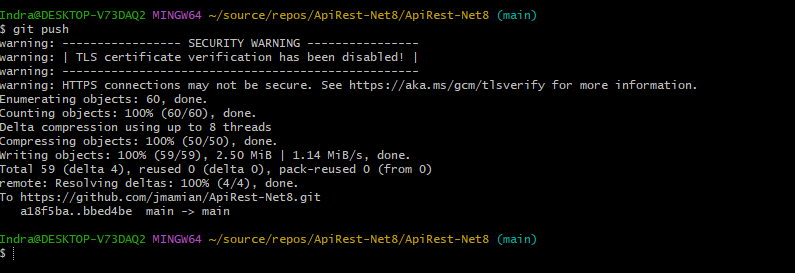 Indra@DESKTOP-V73DAQ2 MINGW64 ~/source/repos/ApiRest-Net8/ApiRest-Net8 (main)
$ git push
warning: ----------------- SECURITY WARNING ----------------
warning: | TLS certificate verification has been disabled! |
warning: ---------------------------------------------------
warning: HTTPS connections may not be secure. See https://aka.ms/gcm/tlsverify for more information.
Enumerating objects: 60, done.
Counting objects: 100% (60/60), done.
Delta compression using up to 8 threads
Compressing objects: 100% (50/50), done.
Writing objects: 100% (59/59), 2.50 MiB | 1.14 MiB/s, done.
Total 59 (delta 4), reused 0 (delta 0), pack-reused 0 (from 0)
remote: Resolving deltas: 100% (4/4), done.
To https://github.com/jmamian/ApiRest-Net8.git
   a18f5ba..bbed4be  main -> main
Indra@DESKTOP-V73DAQ2 MINGW64 ~/source/repos/ApiRest-Net8/ApiRest-Net8 (main)
$